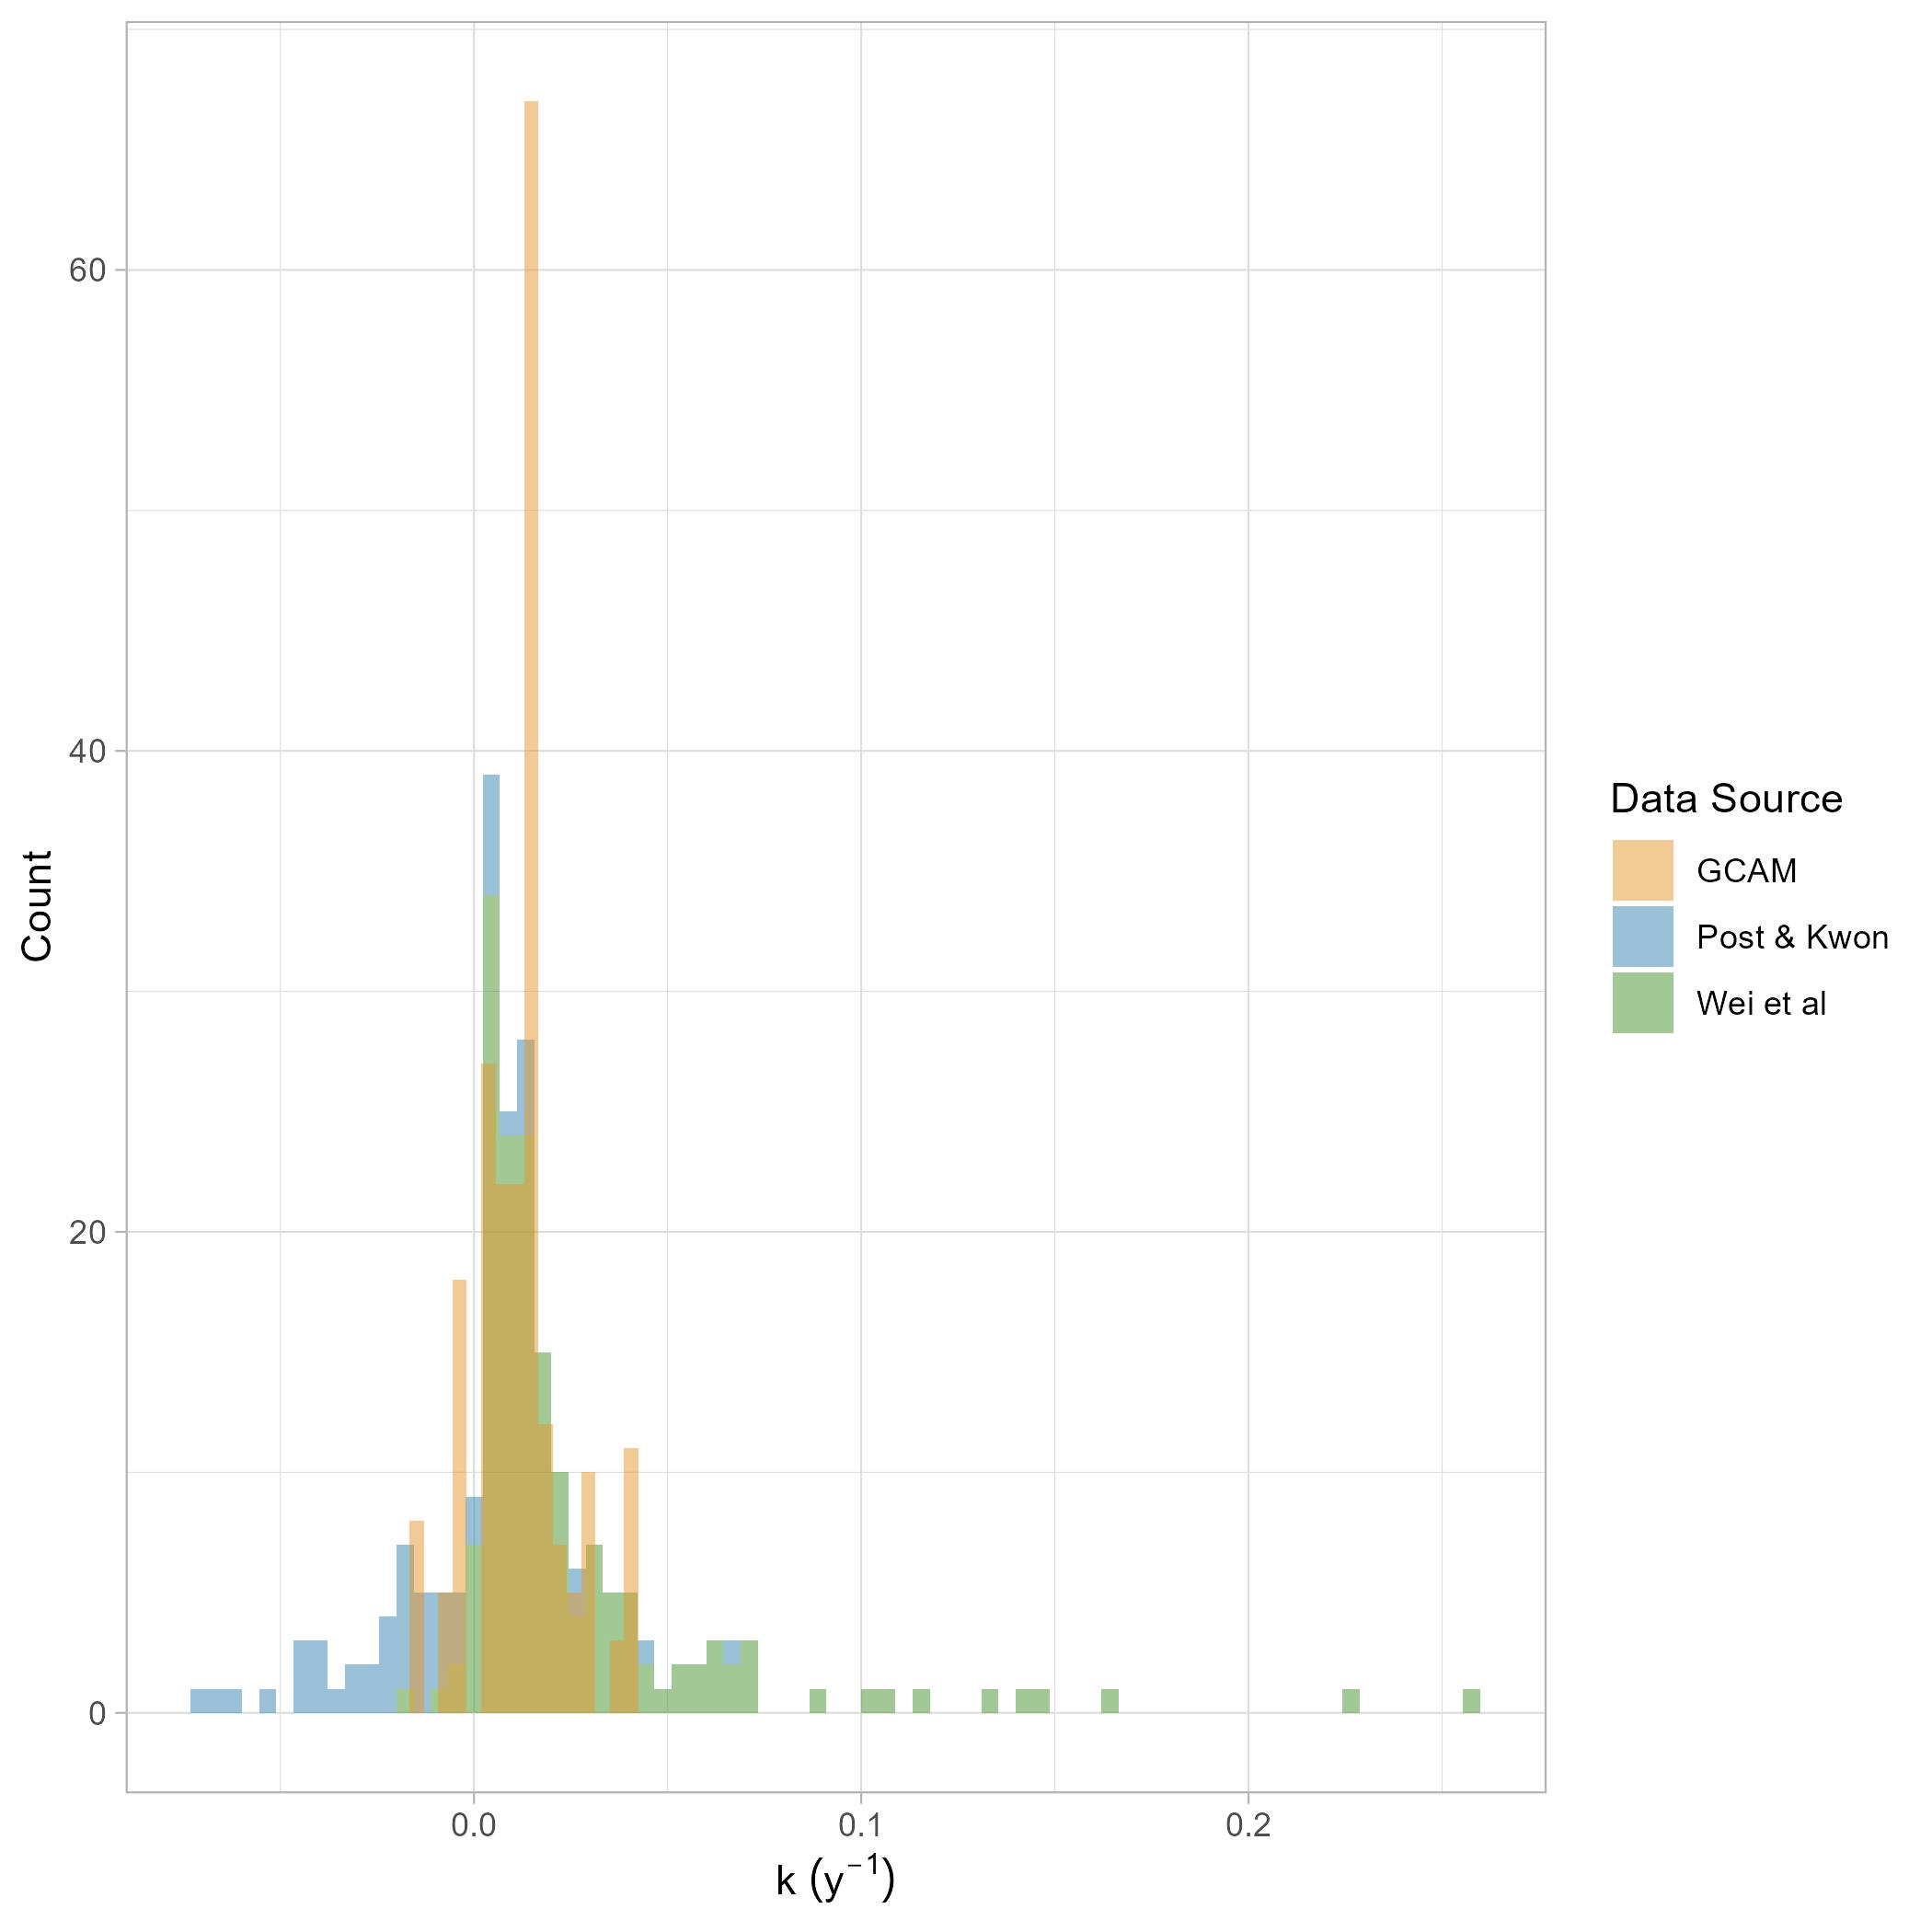 60
40
20
0
Count
0.0
0.1
0.2
k (y⁻¹)
Data Source
GCAM
Post & Kwon
Wei et al